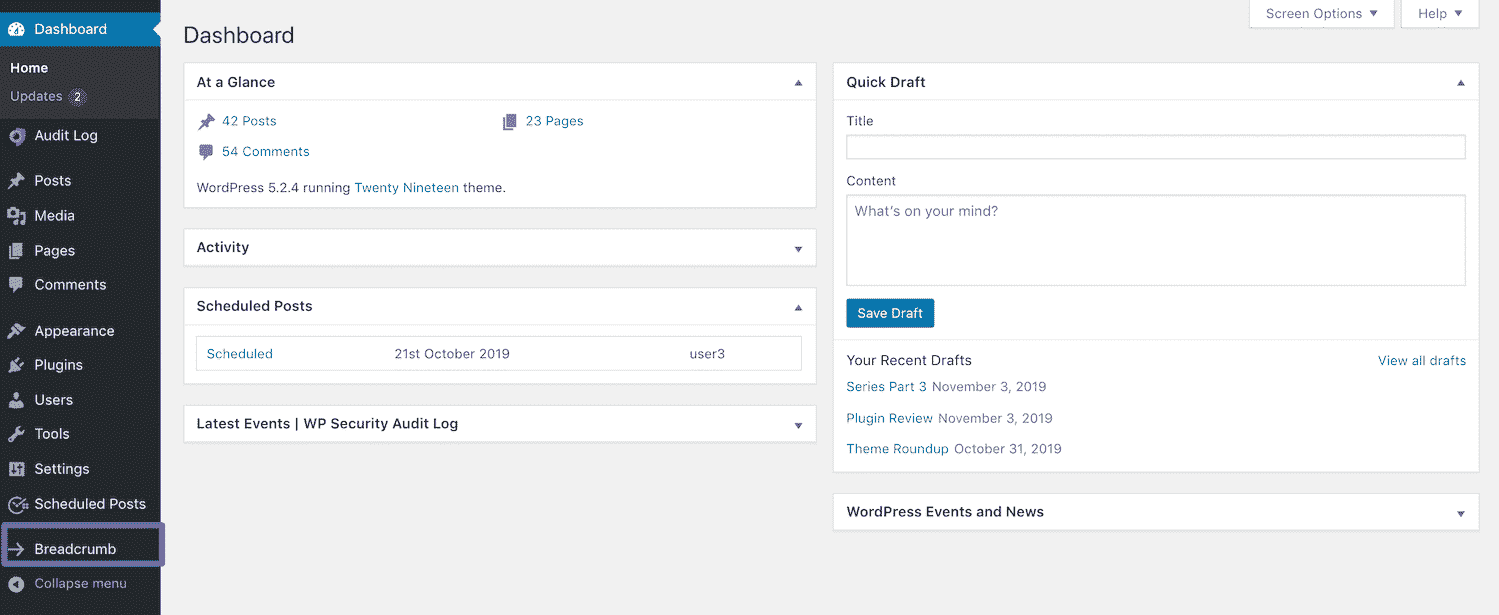 Dashboard
Home
Updates 2
Audit Log
Posts
Media
Pages
Comments
Appearance
Plugins
Users
Tools
Settings
Scheduled Posts
Breadcrumb
Collapse menu
Screen Options
Help
Dashboard
At a Glance
42 Posts
23 Pages
54 Comments
WordPress 5.2.4 running Twenty Nineteen theme.
Activity
Scheduled Posts
Scheduled 21st October 2019 user3
Latest Events | WP Security Audit Log
Quick Draft
Title
Content
What's on your mind?
Save Draft
Your Recent Drafts View all drafts
Series Part 3 November 3, 2019
Plugin Review November 3, 2019
Theme Roundup October 31, 2019
WordPress Events and News